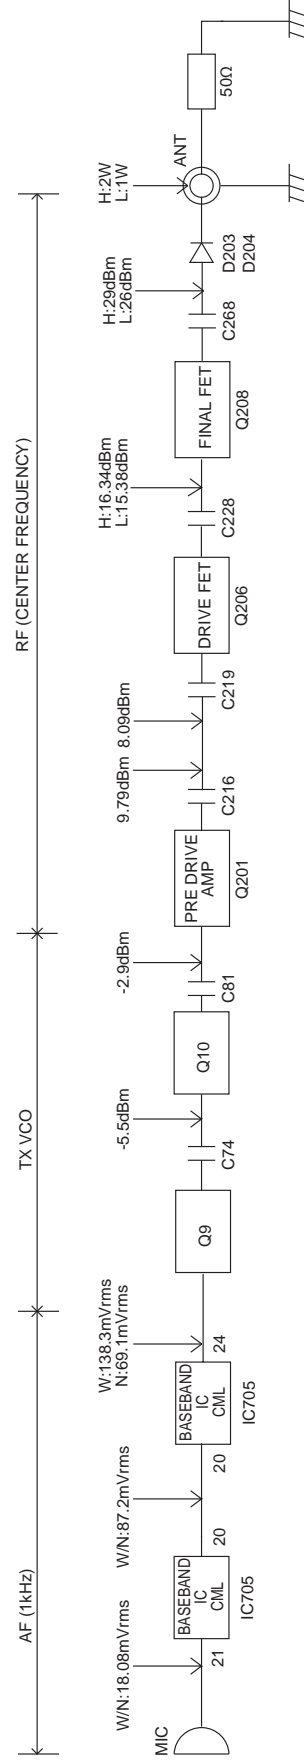 AF (1kHz)
TX VCO
RF (CENTER FREQUENCY)
W/N:18.08mVrms
W/N:87.2mVrms
W:138.3mVrms
N:69.1mVrms
-5.5dBm
-2.9dBm
9.79dBm
8.09dBm
H:16.34dBm
L:15.38dBm
H:29dBm
L:26dBm
H:2W
L:1W
MIC
21
BASEBAND
IC
CML
IC705
20
20
BASEBAND
IC
CML
IC705
24
Q9
C74
Q10
C81
PRE DRIVE
AMP
Q201
C216
C219
DRIVE FET
Q206
C228
FINAL FET
Q208
C268
D203
D204
ANT
50Ω